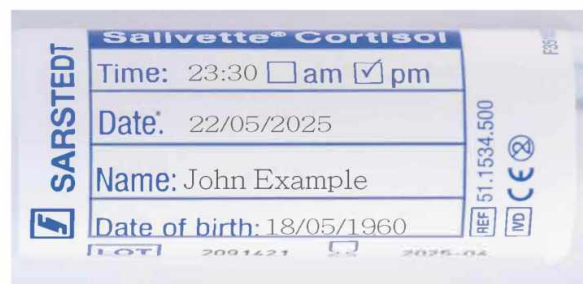 Salivette® Cortisol
Time: 23:30 ☐ am ☑ pm
Date: 22/05/2025
Name: John Example
Date of birth: 18/05/1960
LOT 2091421
SARSTEDT
REF 51.1534.500
IVD CE